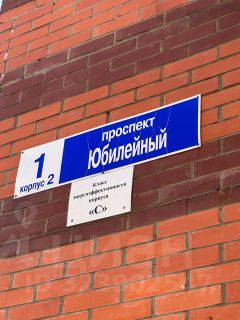 1
корпус 2
проспект
Юбилейный
Класс
энергоэффективности
корпуса
«С»